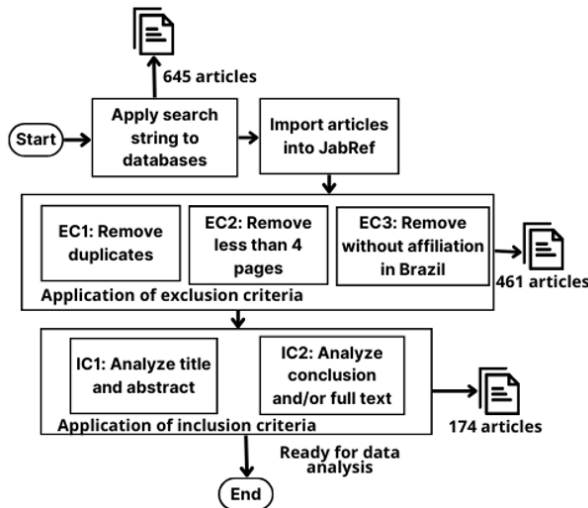 645 articles
Start
Apply search
string to
databases
Import articles
into JabRef
EC1: Remove
duplicates
EC2: Remove
less than 4
pages
EC3: Remove
without affiliation
in Brazil
Application of exclusion criteria
461 articles
IC1: Analyze title
and abstract
IC2: Analyze
conclusion
and/or full text
Application of inclusion criteria
174 articles
Ready for data
analysis
End